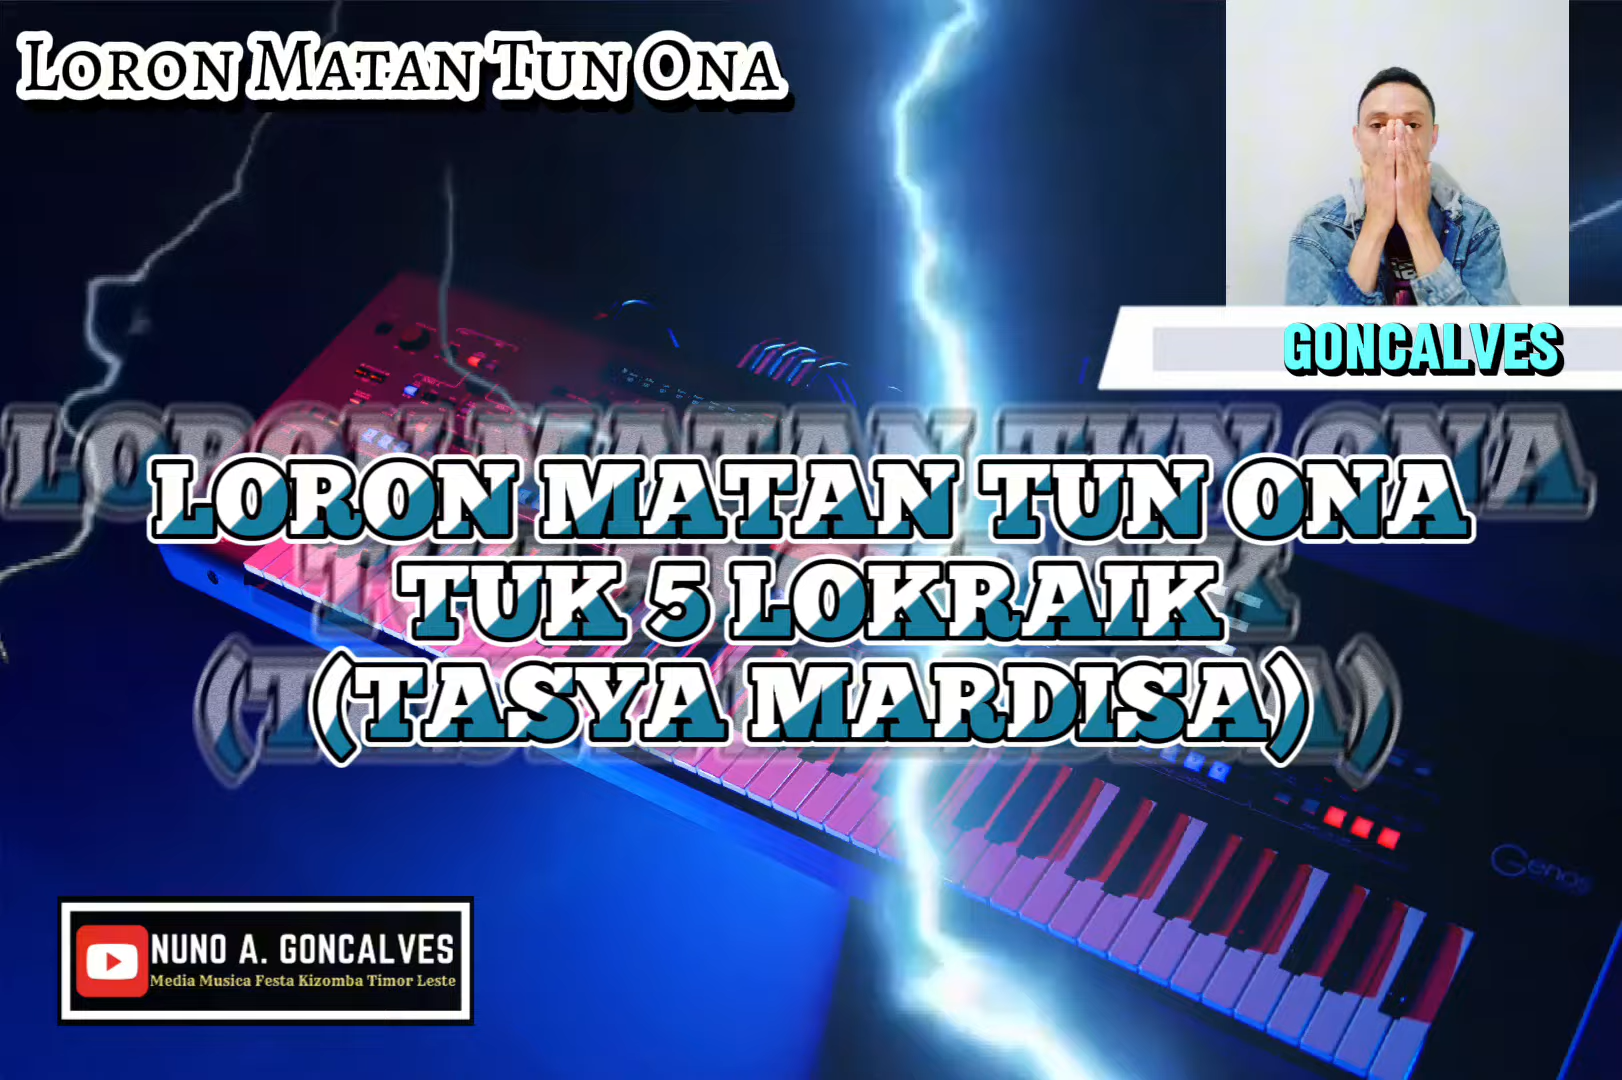 LORON MATAN TUN ONA
GONCALVES
LORON MATAN TUN ONA
TUK 5 LOKRAIK
(TASYA MARDISA)
Genos
NUNO A. GONCALVES
Media Musica Festa Kizomba Timor Leste